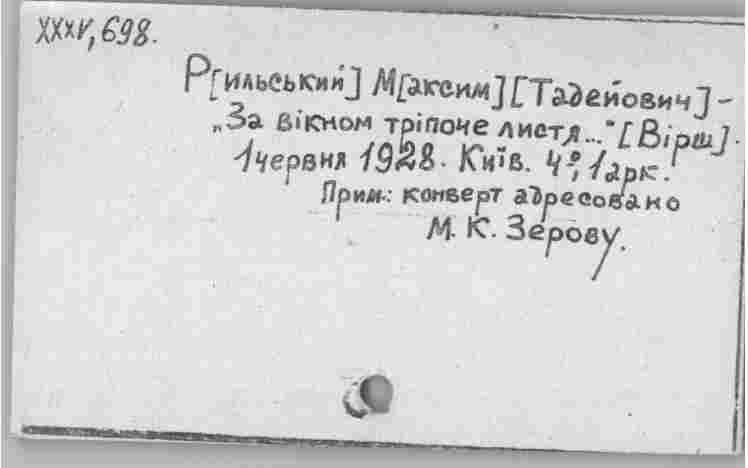 XXXV, 698.
Р[ильський] М[аксим] [Тадейович] -
„За вікном тріпоче листя..." [Вірш].
1 червня 1928. Київ. 4º, 1 арк.
Прим.: конверт адресовано
М. К. Зерову.